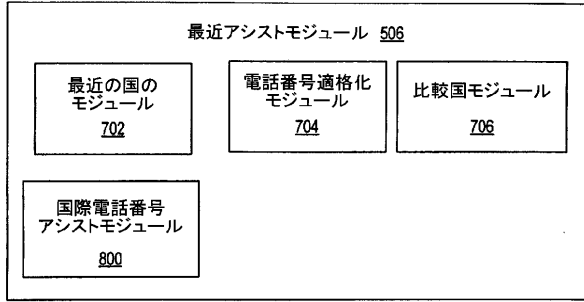 最近アシストモジュール 506
最近の国の
モジュール
702
電話番号適格化
モジュール
704
比較国モジュール
706
国際電話番号
アシストモジュール
800